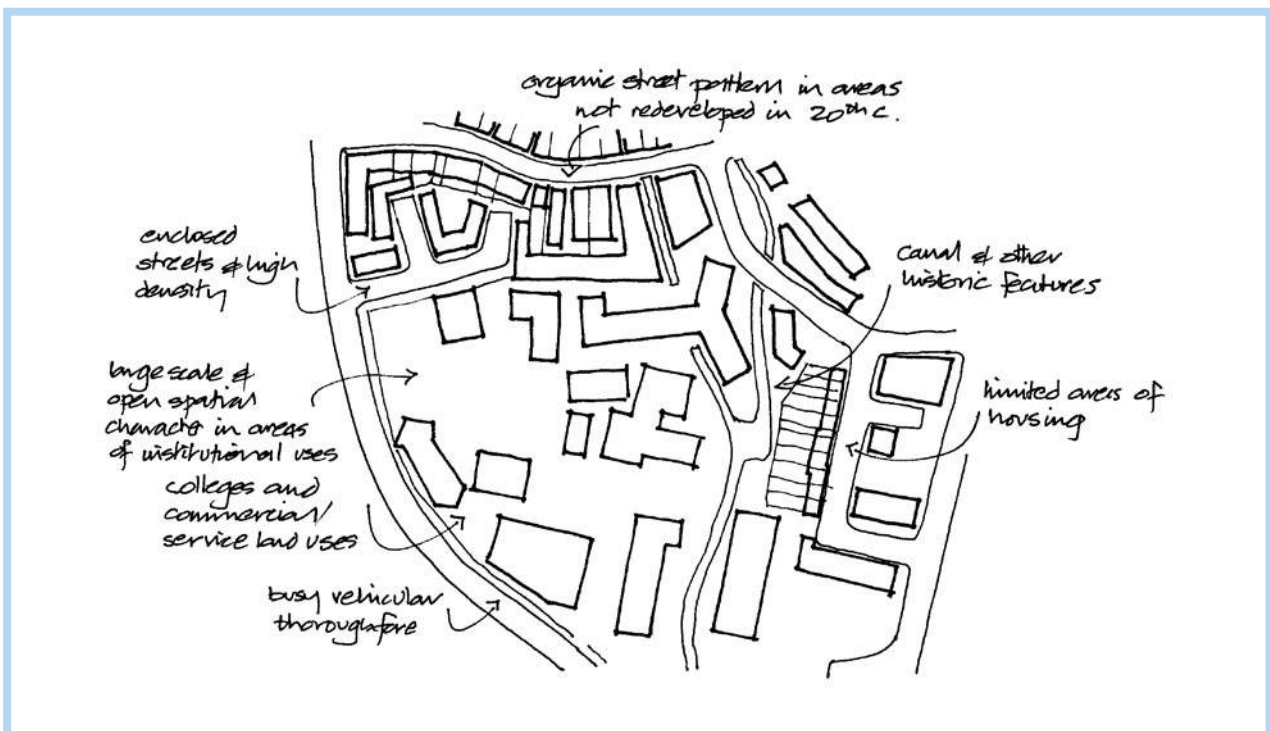 organic street pattern in areas
not redeveloped in 20th c.
enclosed
streets & high
density
canal & other
historic features
large scale &
open spatial
character in areas
of institutional uses
limited areas of
housing
colleges and
commercial/
service land uses
busy vehicular
thoroughfare